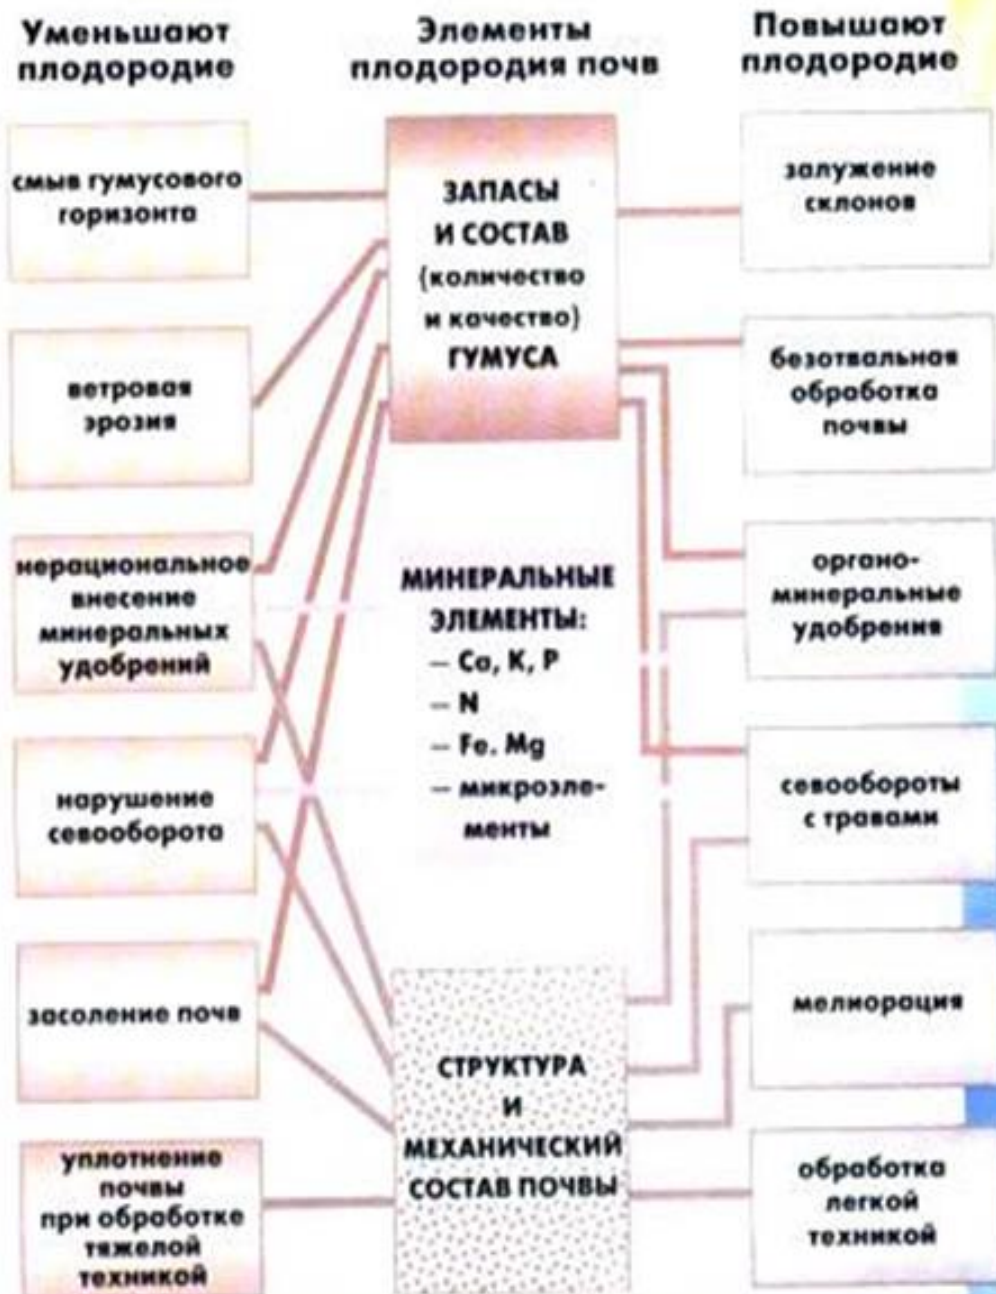 Уменьшают
плодородие
Элементы
плодородия почв
Повышают
плодородие
смыв гумусового
горизонта
ветровая
эрозия
нерациональное
внесение
минеральных
удобрений
нарушение
севооборота
засоление почв
уплотнение
почвы
при обработке
тяжелой
техникой
ЗАПАСЫ
И СОСТАВ
(количество
и качество)
ГУМУСА
МИНЕРАЛЬНЫЕ
ЭЛЕМЕНТЫ:
– Ca, K, P
– N
– Fe. Mg
– микроэле-
менты
СТРУКТУРА
И
МЕХАНИЧЕСКИЙ
СОСТАВ ПОЧВЫ
залужение
склонов
безотвальная
обработка
почвы
органо-
минеральные
удобрения
севообороты
с травами
мелиорация
обработка
легкой
техникой